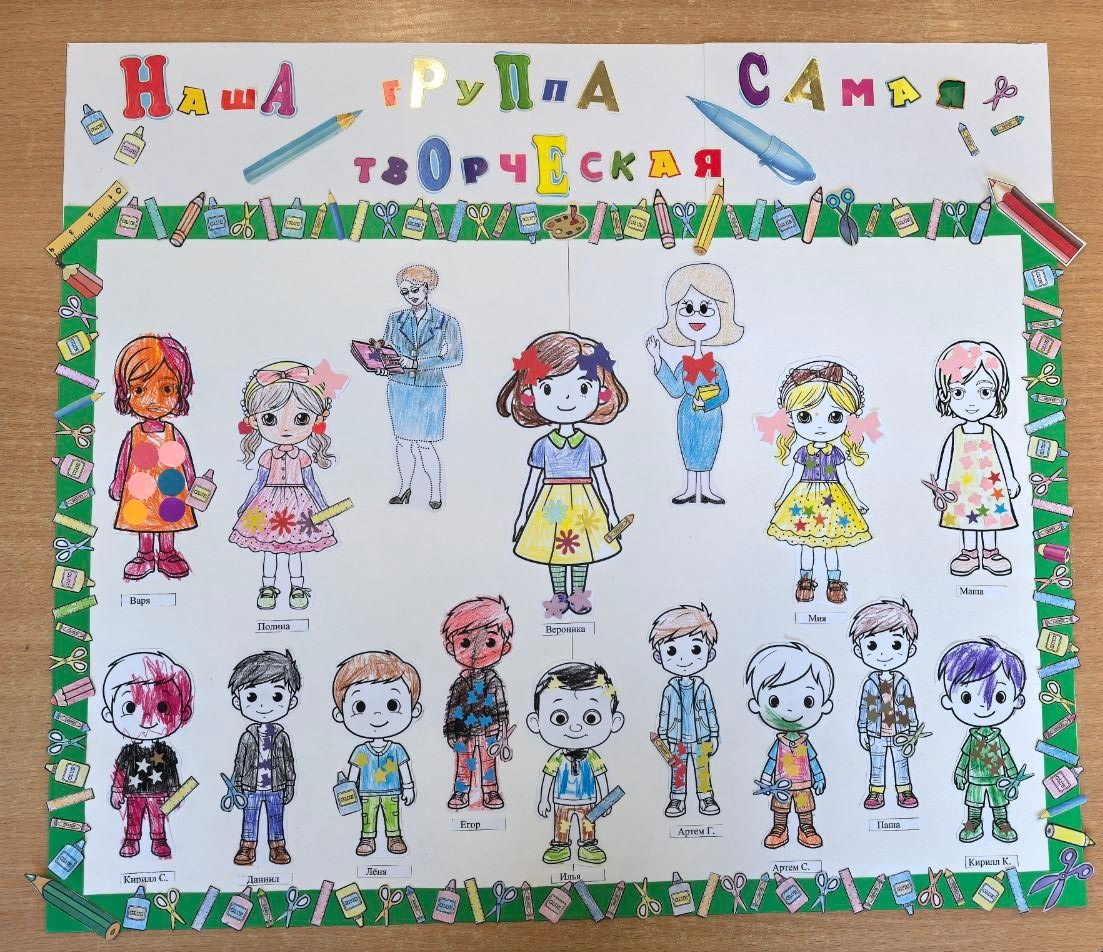 Наша группа самая
творческая
Варя
Полина
Вероника
Мия
Маша
Кирилл С.
Даниил
Лёня
Егор
Илья
Артем Г.
Артем С.
Паша
Кирилл К.